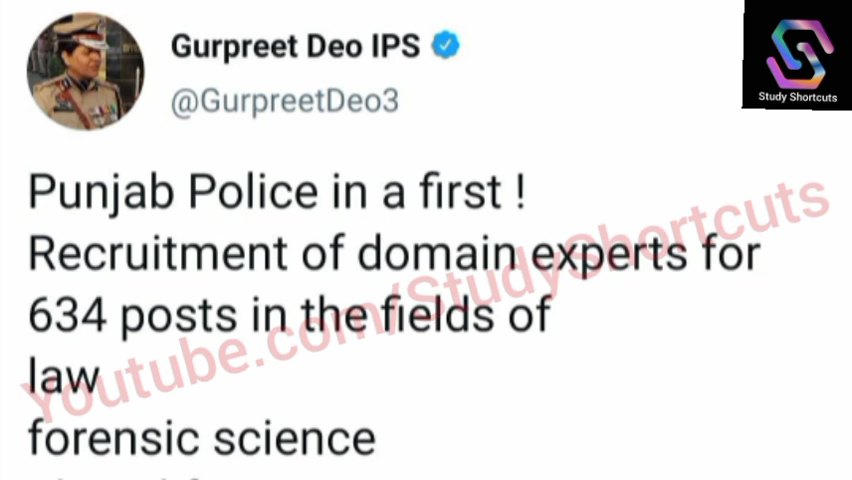 Gurpreet Deo IPS
@GurpreetDeo3
Study Shortcuts
Punjab Police in a first !
Recruitment of domain experts for
634 posts in the fields of
law
forensic science
Youtube.com/StudyShortcuts